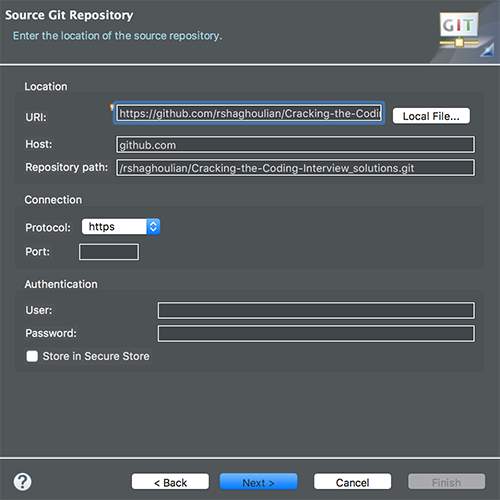 Source Git Repository
Enter the location of the source repository.
GIT
Location
URI: https://github.com/rshaghoulian/Cracking-the-Codi Local File...
Host: github.com
Repository path: /rshaghoulian/Cracking-the-Coding-Interview_solutions.git
Connection
Protocol: https
Port:
Authentication
User:
Password:
Store in Secure Store
? < Back Next > Cancel Finish